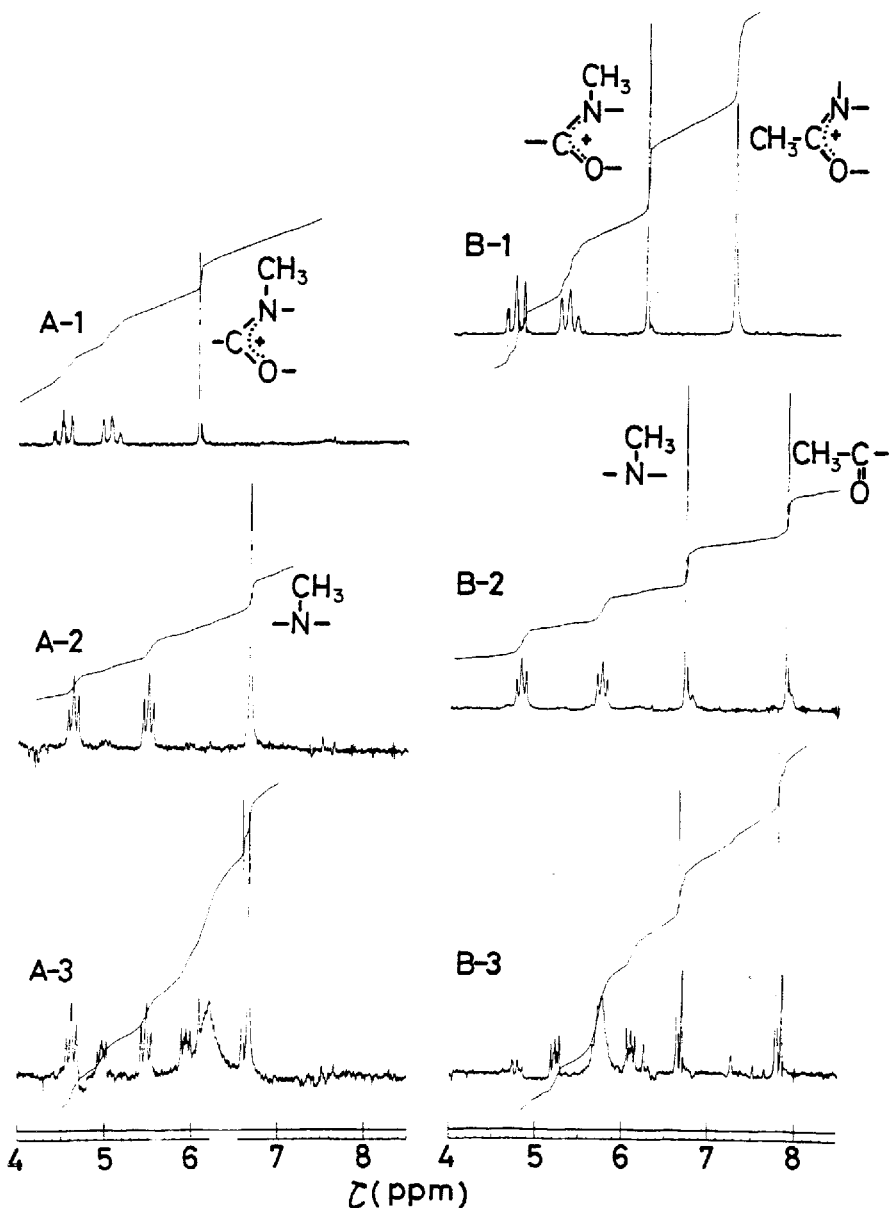 A-1
CH₃
N
C
+
O
A-2
CH₃
N
A-3
4 5 6 7 8
B-1
CH₃
N
C
+
O
N
CH₃-C
+
O
B-2
CH₃
N
CH₃-C
O
B-3
4 5 6 7 8
τ(ppm)